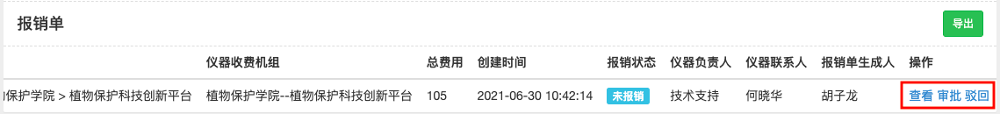 报销单
导出
仪器收费机组 总费用 创建时间 报销状态 仪器负责人 仪器联系人 报销单生成人 操作
保护学院 > 植物保护科技创新平台 植物保护学院--植物保护科技创新平台 105 2021-06-30 10:42:14 未报销 技术支持 何晓华 胡子龙 查看 审批 驳回